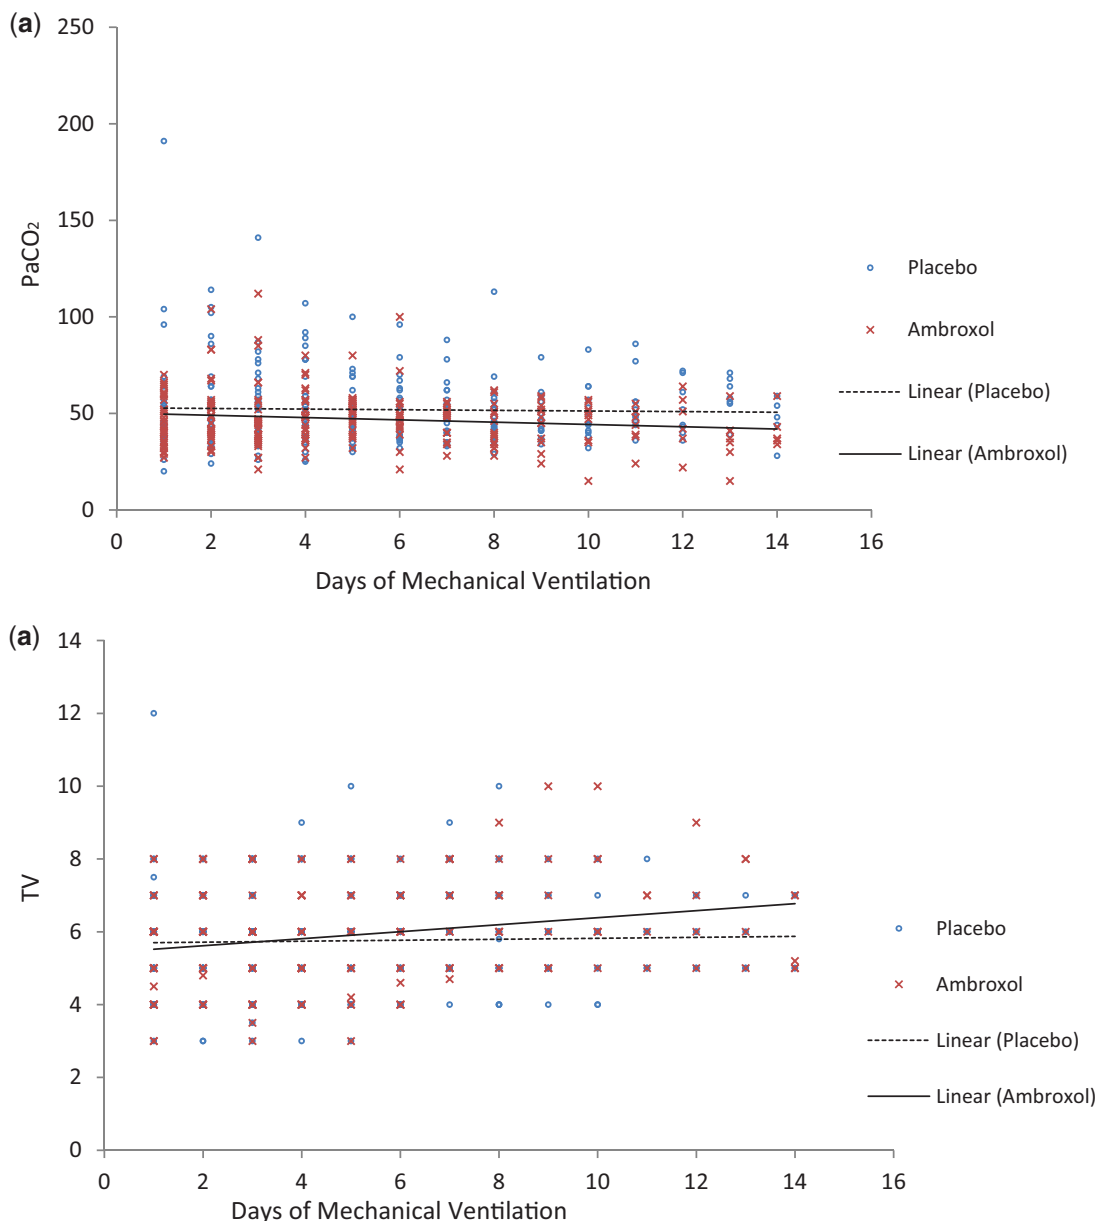 (a)
250
200
150
100
50
0
PaCO₂
0 2 4 6 8 10 12 14 16
Days of Mechanical Ventilation
Placebo
Ambroxol
Linear (Placebo)
Linear (Ambroxol)
(a)
14
12
10
8
6
4
2
0
TV
0 2 4 6 8 10 12 14 16
Days of Mechanical Ventilation
Placebo
Ambroxol
Linear (Placebo)
Linear (Ambroxol)